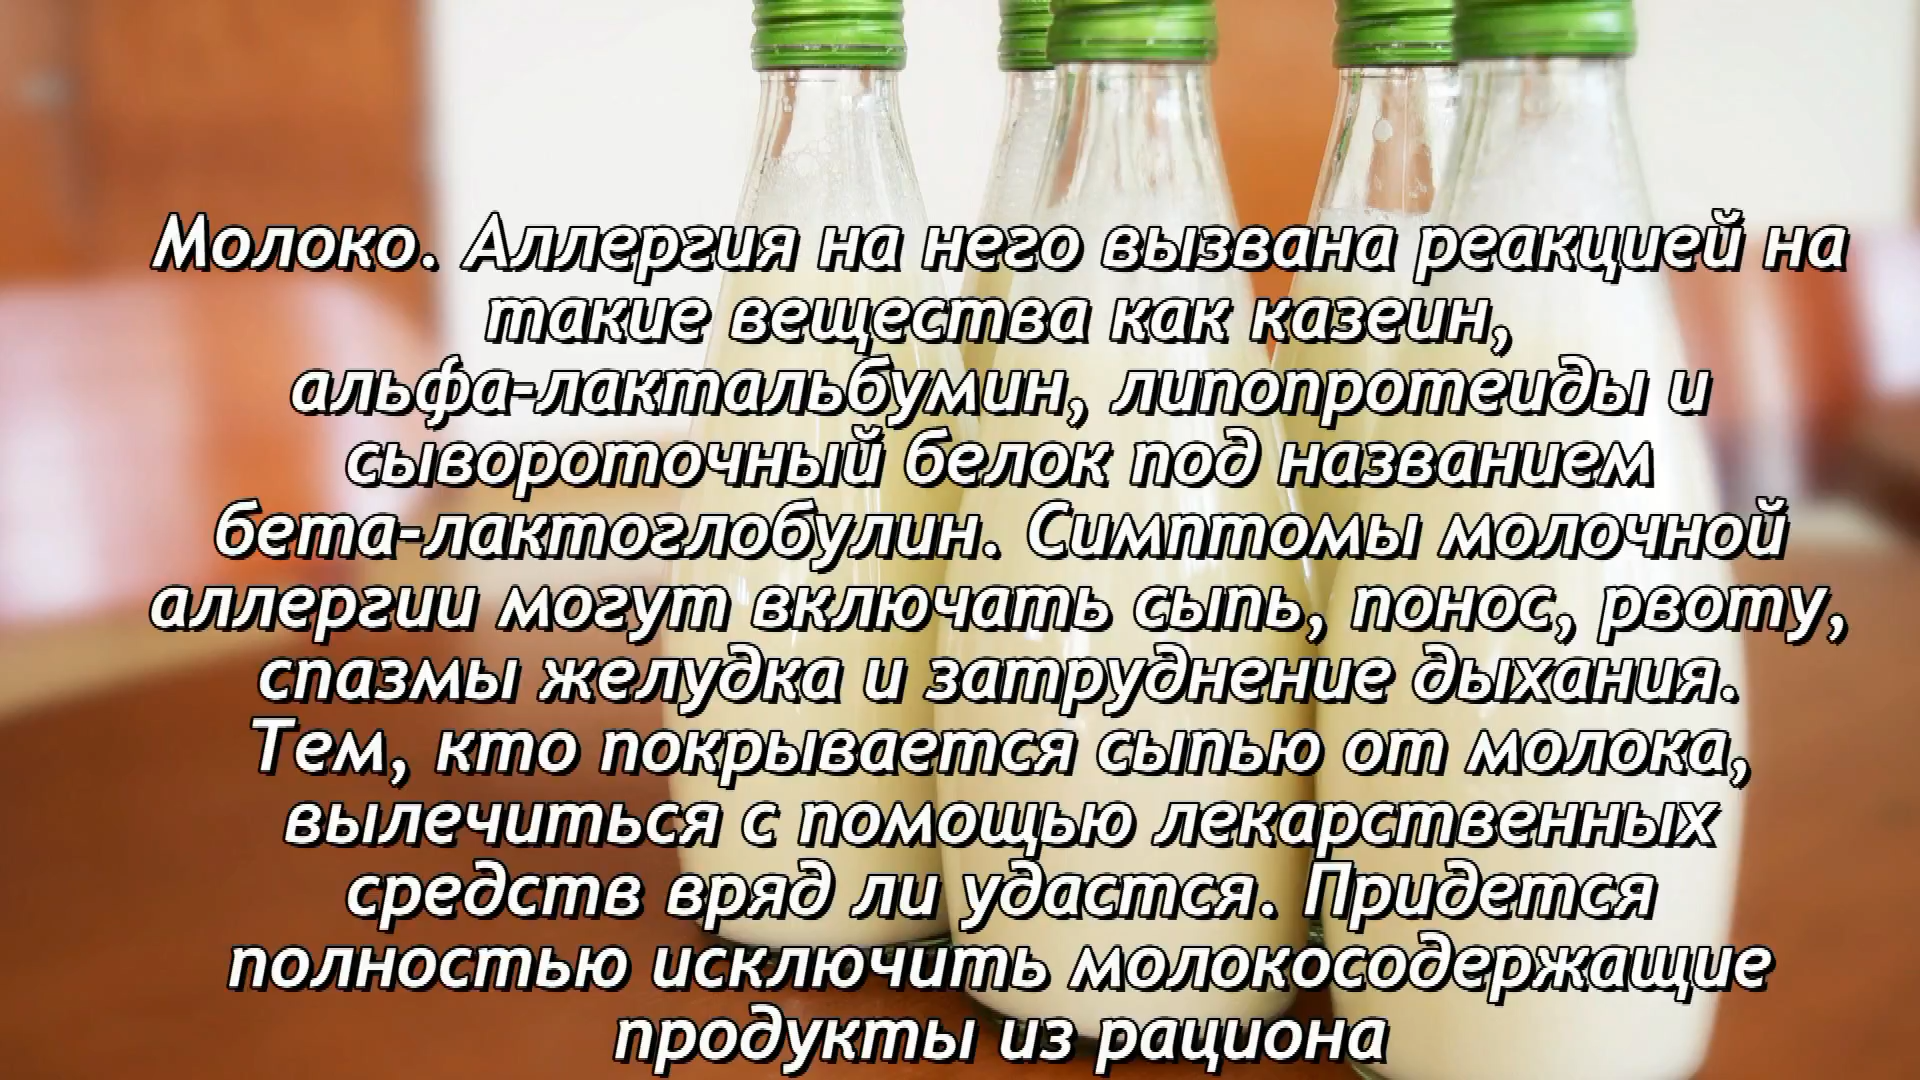 Молоко. Аллергия на него вызвана реакцией на
такие вещества как казеин,
альфа-лактальбумин, липопротеиды и
сывороточный белок под названием
бета-лактоглобулин. Симптомы молочной
аллергии могут включать сыпь, понос, рвоту,
спазмы желудка и затруднение дыхания.
Тем, кто покрывается сыпью от молока,
вылечиться с помощью лекарственных
средств вряд ли удастся. Придется
полностью исключить молокосодержащие
продукты из рациона